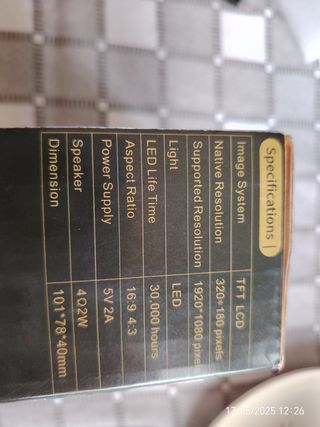 Specifications
Image System TFT LCD
Native Resolution 320*180 pixels
Supported Resolution 1920*1080 pixel
Light LED
LED Life Time 30,000 hours
Aspect Ratio 16:9 4:3
Power Supply 5V 2A
Speaker 4Ω2W
Dimension 101*78*40mm
17/08/2025 12:26